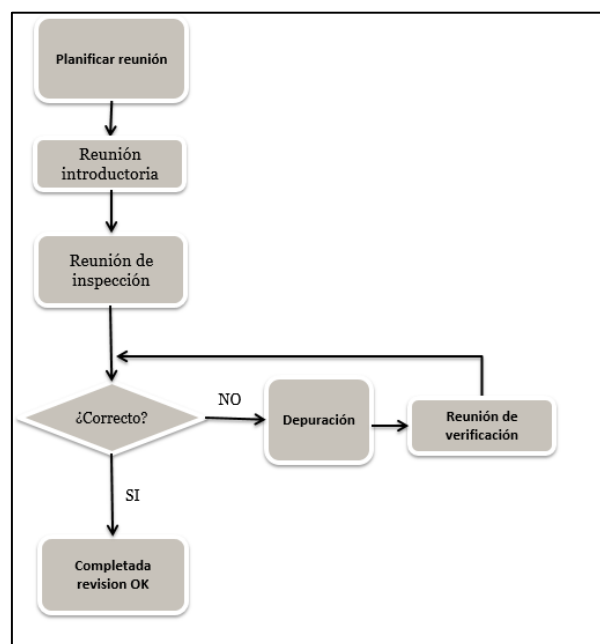 Planificar reunión
Reunión
introductoria
Reunión de
inspección
¿Correcto?
NO
Depuración
Reunión de
verificación
SI
Completada
revision OK